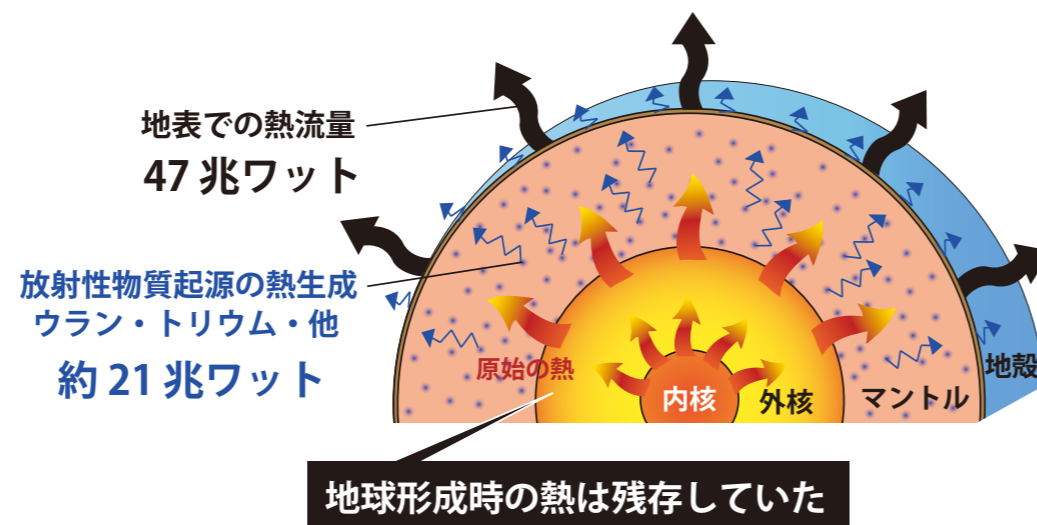 地表での熱流量
47 兆ワット
放射性物質起源の熱生成
ウラン・トリウム・他
約 21 兆ワット
原始の熱
内核
外核
マントル
地殻
地球形成時の熱は残存していた